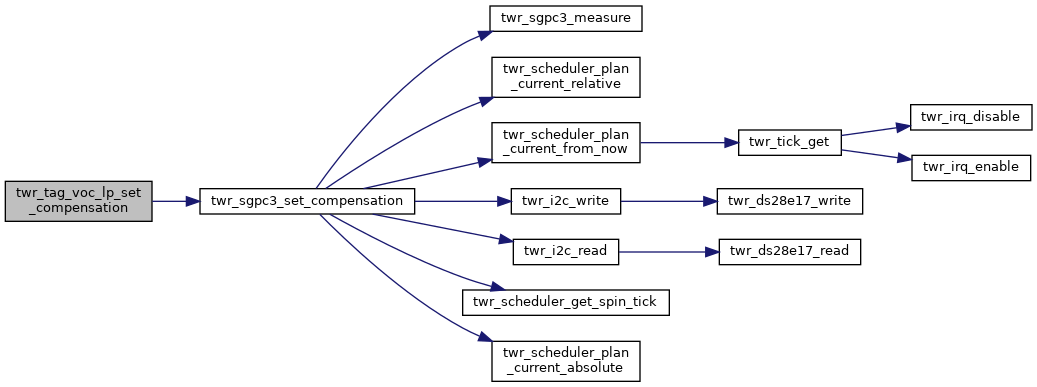 twr_tag_voc_lp_set
_compensation
twr_sgpc3_set_compensation
twr_sgpc3_measure
twr_scheduler_plan
_current_relative
twr_scheduler_plan
_current_from_now
twr_tick_get
twr_irq_disable
twr_irq_enable
twr_i2c_write
twr_ds28e17_write
twr_i2c_read
twr_ds28e17_read
twr_scheduler_get_spin_tick
twr_scheduler_plan
_current_absolute